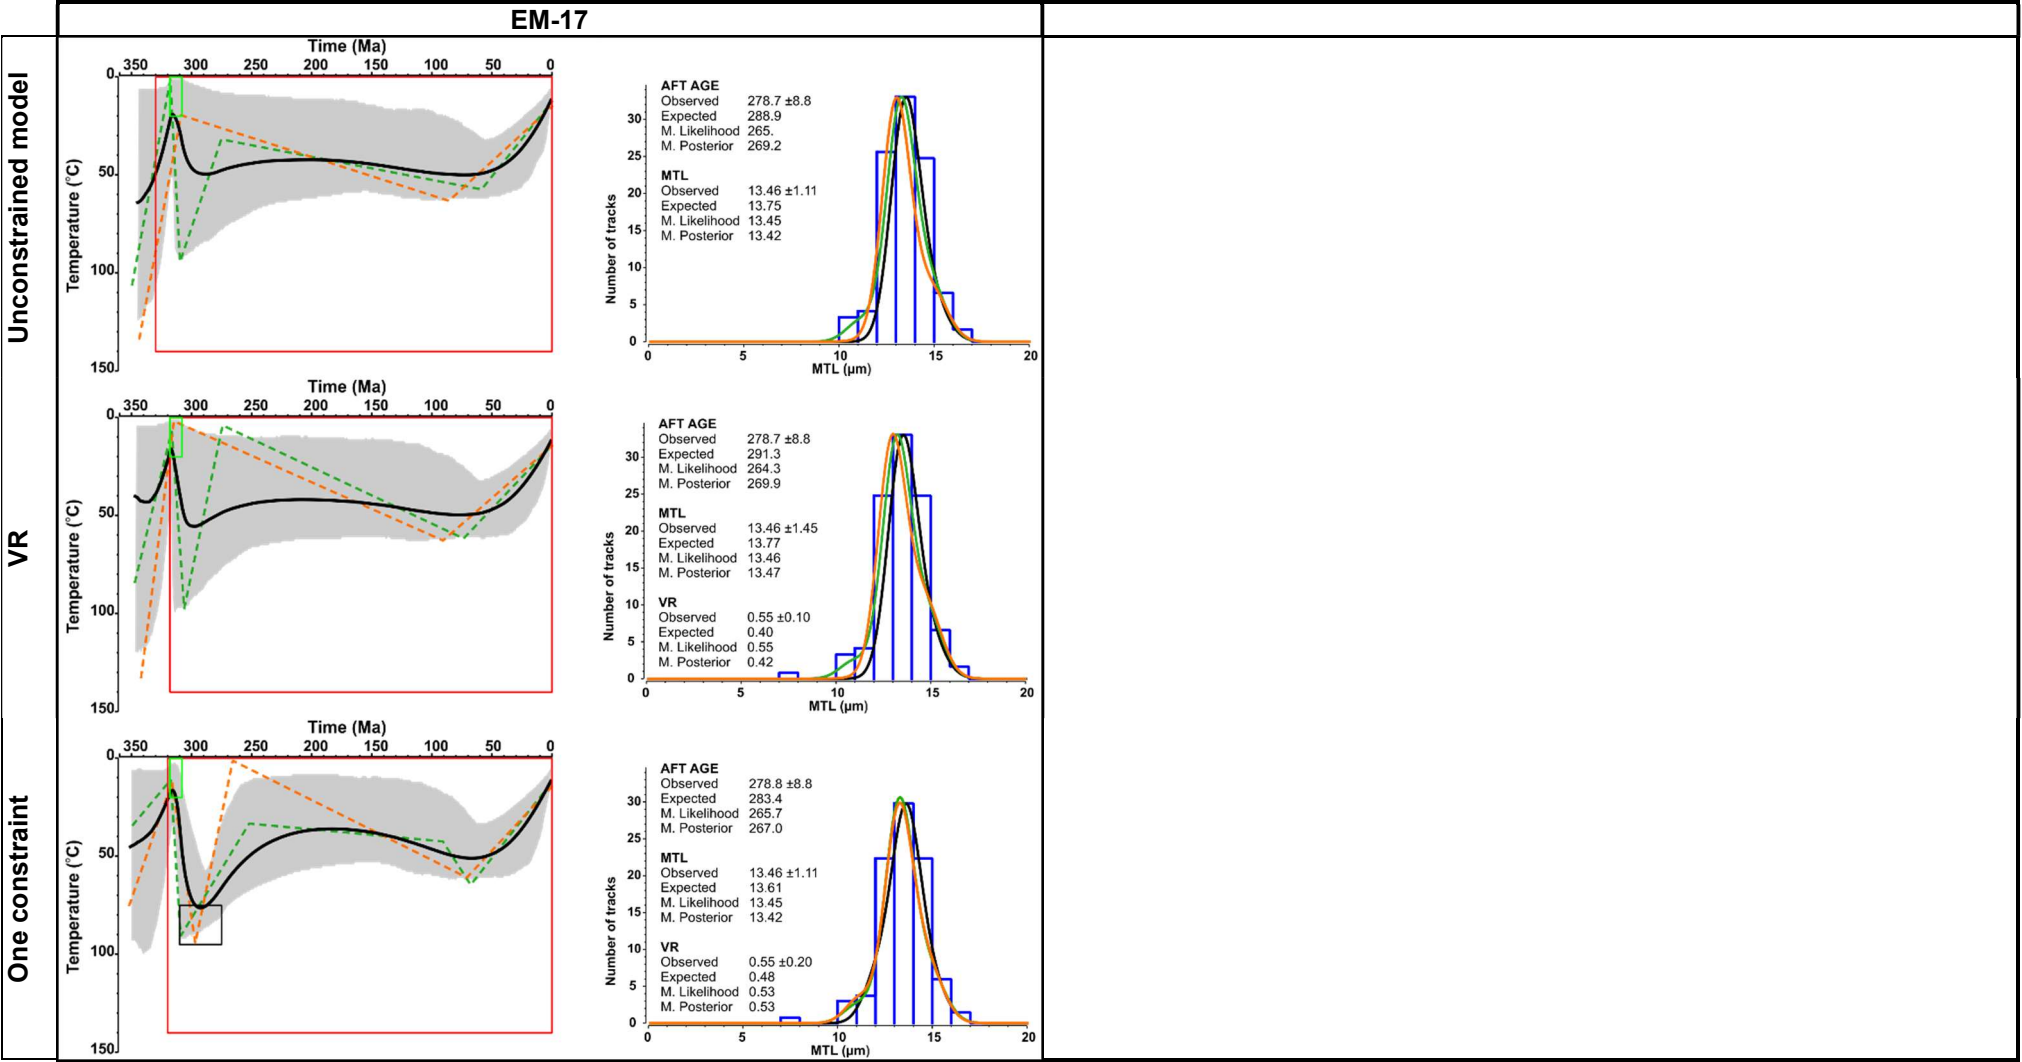 EM-17
Unconstrained model
Time (Ma)
350 300 250 200 150 100 50 0
Temperature (°C)
0
50
100
150
AFT AGE
Observed 278.7 ±8.8
Expected 288.9
M. Likelihood 265.
M. Posterior 269.2
MTL
Observed 13.46 ±1.11
Expected 13.75
M. Likelihood 13.45
M. Posterior 13.42
Number of tracks
30
25
20
15
10
5
0
0 5 10 15 20
MTL (µm)
VR
Time (Ma)
350 300 250 200 150 100 50 0
Temperature (°C)
0
50
100
150
AFT AGE
Observed 278.7 ±8.8
Expected 291.3
M. Likelihood 264.3
M. Posterior 269.9
MTL
Observed 13.46 ±1.45
Expected 13.77
M. Likelihood 13.46
M. Posterior 13.47
VR
Observed 0.55 ±0.10
Expected 0.40
M. Likelihood 0.55
M. Posterior 0.42
Number of tracks
30
25
20
15
10
5
0
0 5 10 15 20
MTL (µm)
One constraint
Time (Ma)
350 300 250 200 150 100 50 0
Temperature (°C)
0
50
100
150
AFT AGE
Observed 278.8 ±8.8
Expected 283.4
M. Likelihood 265.7
M. Posterior 267.0
MTL
Observed 13.46 ±1.11
Expected 13.61
M. Likelihood 13.45
M. Posterior 13.42
VR
Observed 0.55 ±0.20
Expected 0.48
M. Likelihood 0.53
M. Posterior 0.53
Number of tracks
30
25
20
15
10
5
0
0 5 10 15 20
MTL (µm)